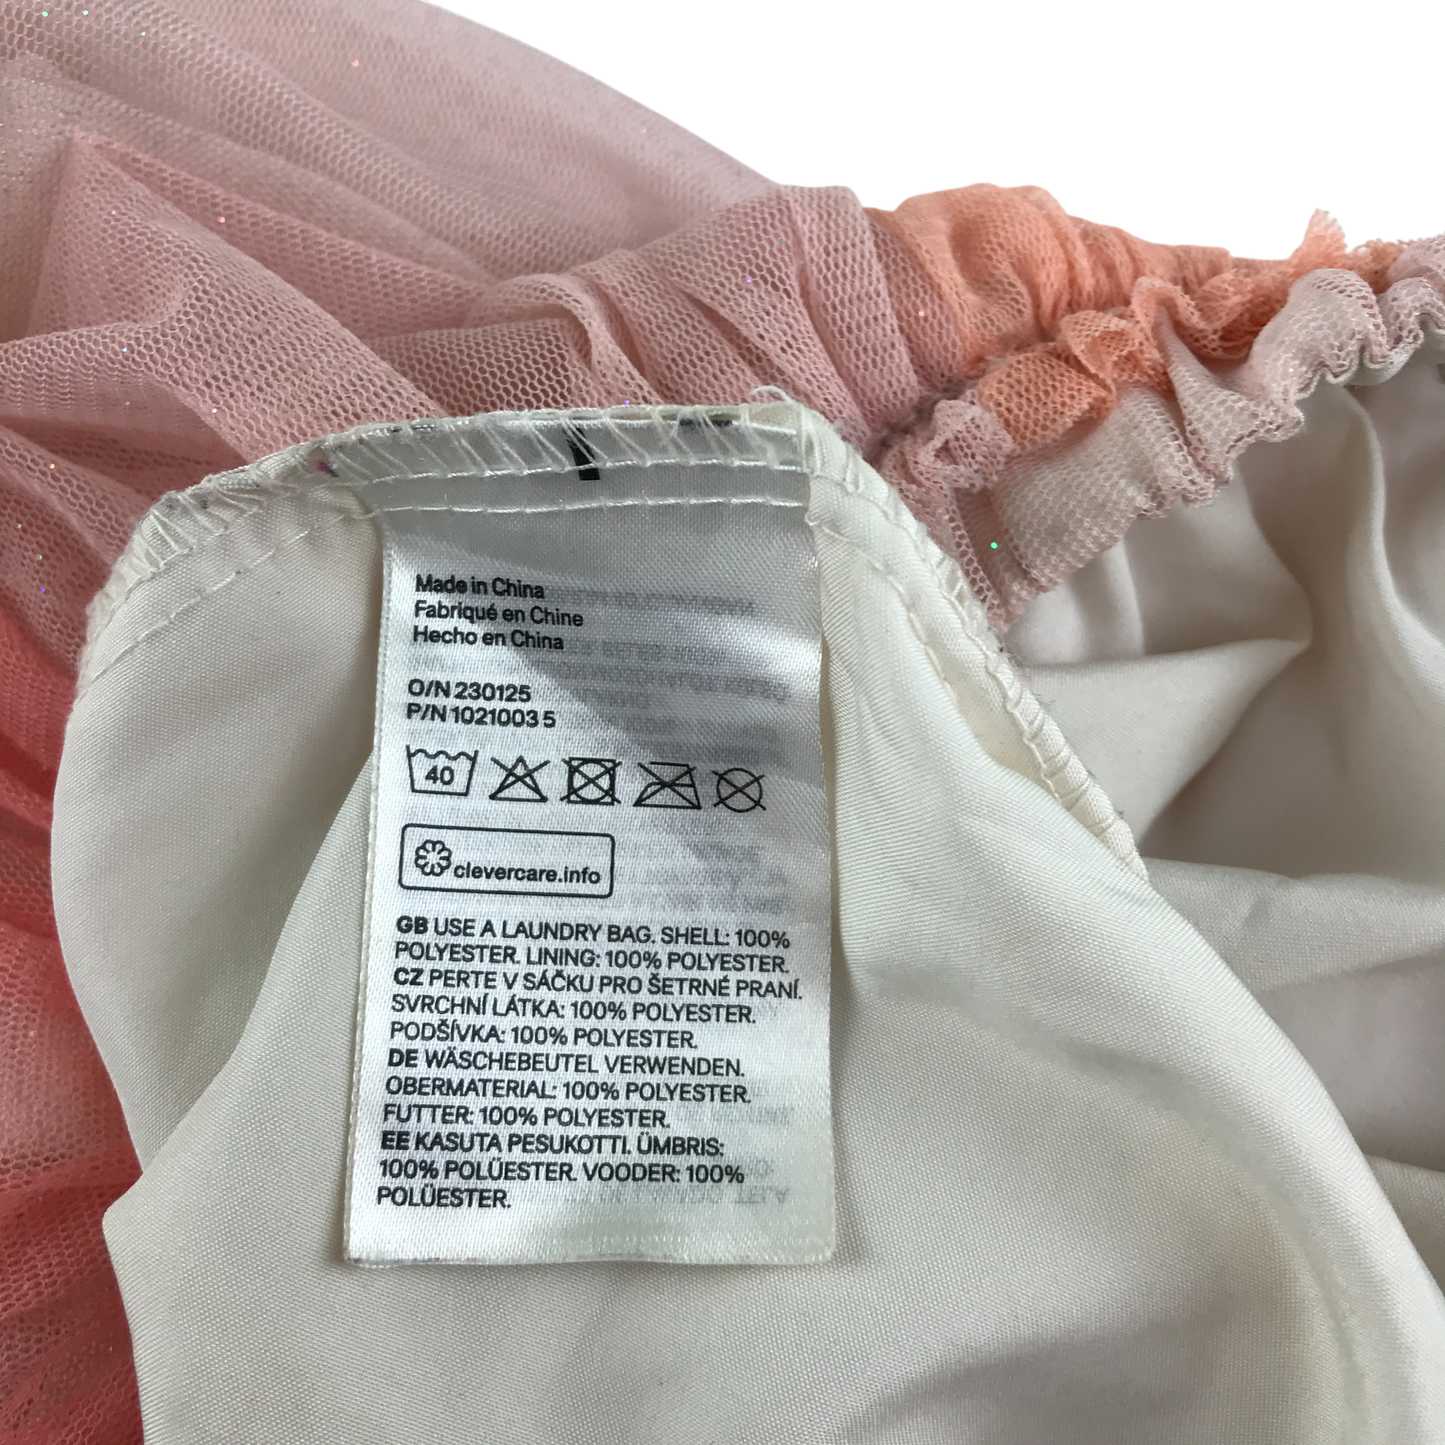 Made in China
Fabriqué en Chine
Hecho en China
O/N 230125
P/N 1021003 5
40
clevercare.info
GB USE A LAUNDRY BAG. SHELL: 100%
POLYESTER. LINING: 100% POLYESTER.
CZ PERTE V SÁČKU PRO ŠETRNÉ PRANÍ.
SVRCHNÍ LÁTKA: 100% POLYESTER.
PODŠÍVKA: 100% POLYESTER.
DE WÄSCHEBEUTEL VERWENDEN.
OBERMATERIAL: 100% POLYESTER.
FUTTER: 100% POLYESTER.
EE KASUTA PESUKOTTI. ÜMBRIS:
100% POLÜESTER. VOODER: 100%
POLÜESTER.